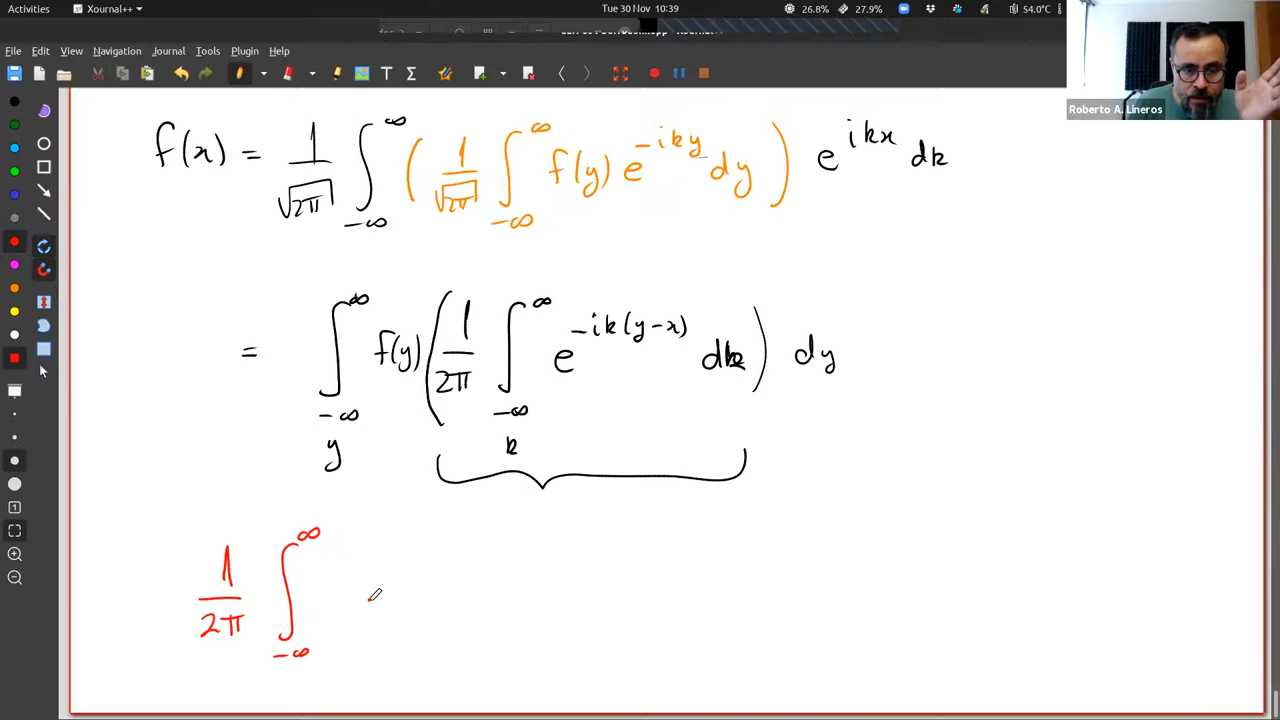 Activities Xournal++ Tue 30 Nov 10:39 26.8% 27.9% 54.0°C
Edit View Navigation Journal Tools Plugin Help
Roberto A. Lineros
f(x) = 1/√2π ∫_{-∞}^{∞} ( 1/√2π ∫_{-∞}^{∞} f(y) e^{-iky} dy ) e^{ikx} dk
= ∫_{-∞}^{∞} f(y) ( 1/2π ∫_{-∞}^{∞} e^{-ik(y-x)} dk ) dy
y k
1/2π ∫_{-∞}^{∞}